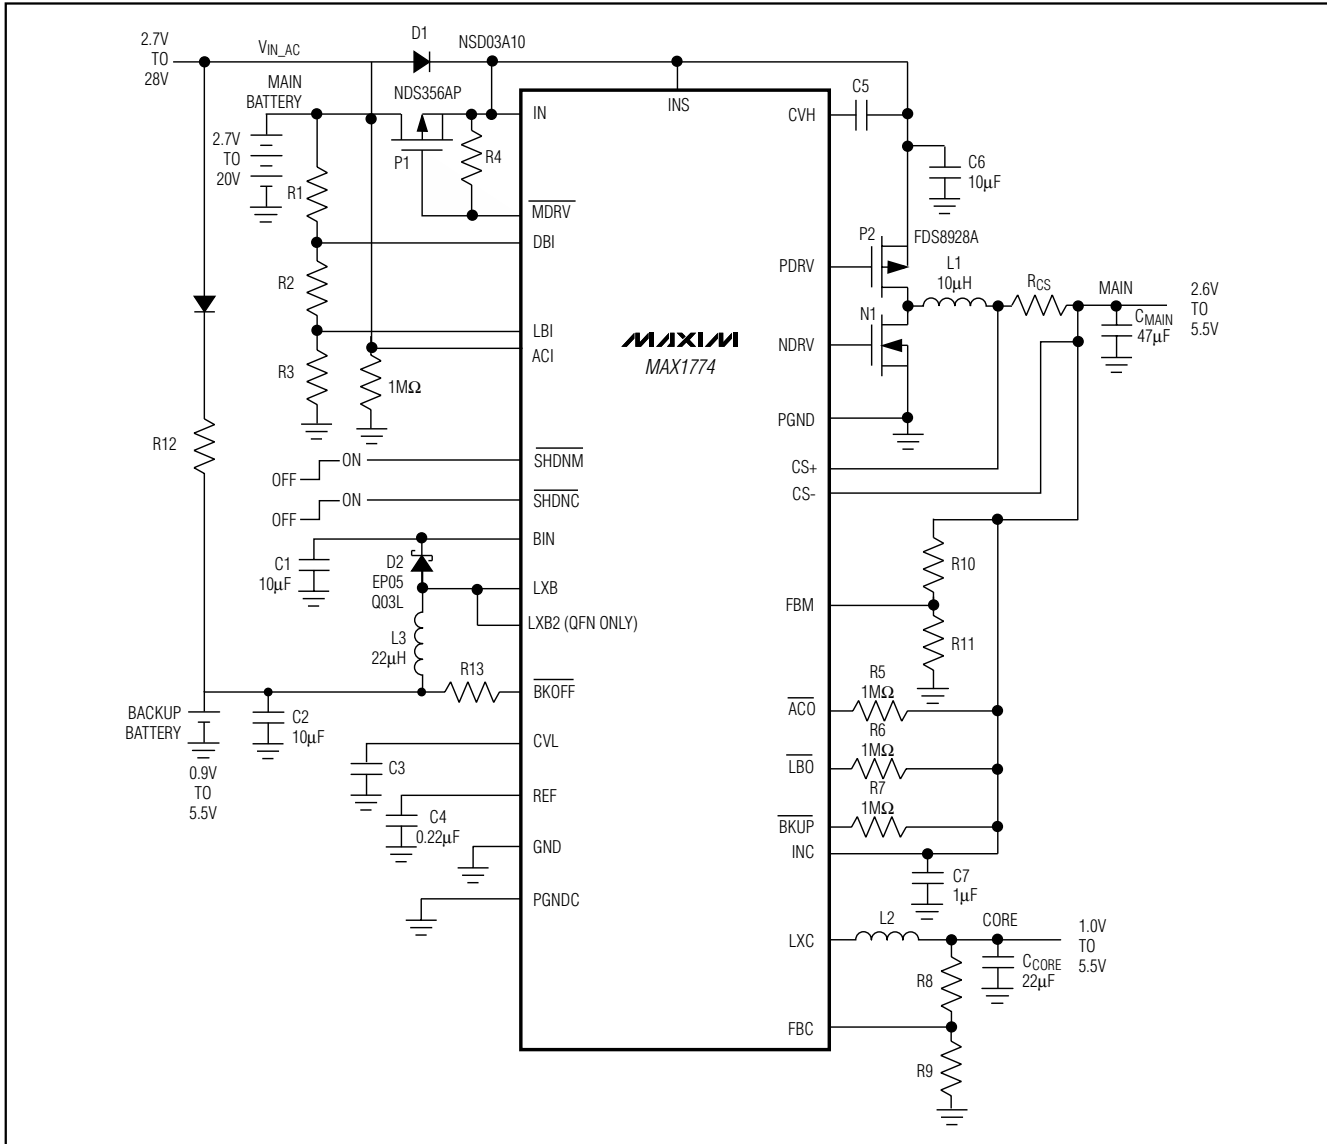 2.7V
TO
28V
VIN_AC
D1
NSD03A10
MAIN
BATTERY
NDS356AP
2.7V
TO
20V
P1
R4
R1
R2
R3
1MΩ
R12
OFF
ON
OFF
ON
C1
10µF
D2
EP05
Q03L
L3
22µH
R13
BACKUP
BATTERY
0.9V
TO
5.5V
C2
10µF
C3
C4
0.22µF
IN
MDRV
DBI
LBI
ACI
SHDNM
SHDNC
BIN
LXB
LXB2 (QFN ONLY)
BKOFF
CVL
REF
GND
PGNDC
INS
MAXIM
MAX1774
CVH
PDRV
NDRV
PGND
CS+
CS-
FBM
ACO
LBO
BKUP
INC
LXC
FBC
C5
C6
10µF
P2
FDS8928A
L1
10µH
RCS
MAIN
2.6V
TO
5.5V
CMAIN
47µF
N1
R10
R11
R5
1MΩ
R6
1MΩ
R7
1MΩ
C7
1µF
L2
CORE
1.0V
TO
5.5V
CCORE
22µF
R8
R9